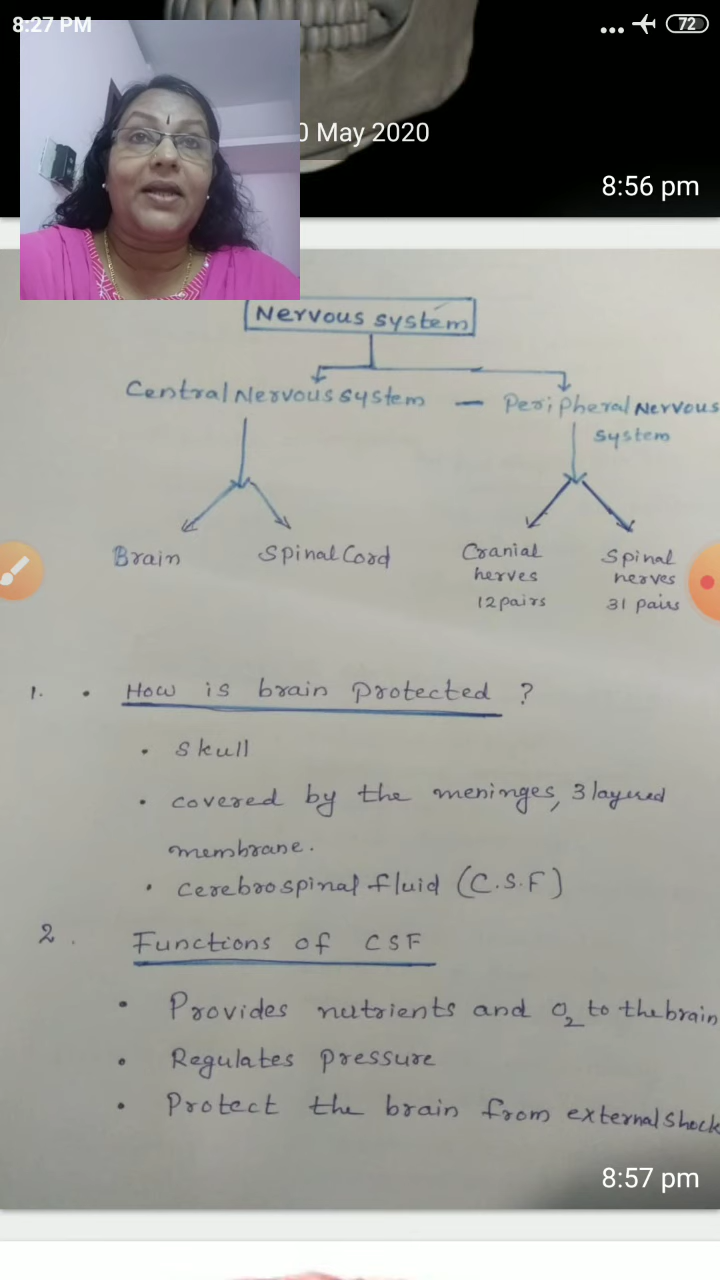 8:27 PM
72
0 May 2020
8:56 pm
Nervous system
Central Nervous system - Peripheral Nervous
system
Brain
Spinal Cord
Cranial
nerves
12 pairs
Spinal
nerves
31 pairs
1. • How is brain protected ?
• skull
• covered by the meninges, 3 layered
membrane.
• cerebrospinal fluid (C.S.F)
2. Functions of CSF
• Provides nutrients and O2 to the brain
• Regulates pressure
• Protect the brain from external shock
8:57 pm